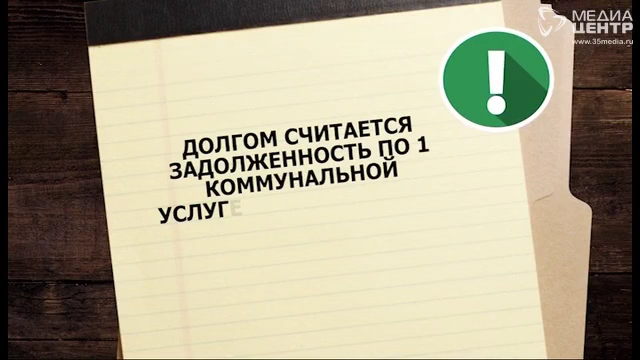 МЕДИА
ЦЕНТР
www.35media.ru
!
ДОЛГОМ СЧИТАЕТСЯ
ЗАДОЛЖЕННОСТЬ ПО 1
КОММУНАЛЬНОЙ
УСЛУГЕ